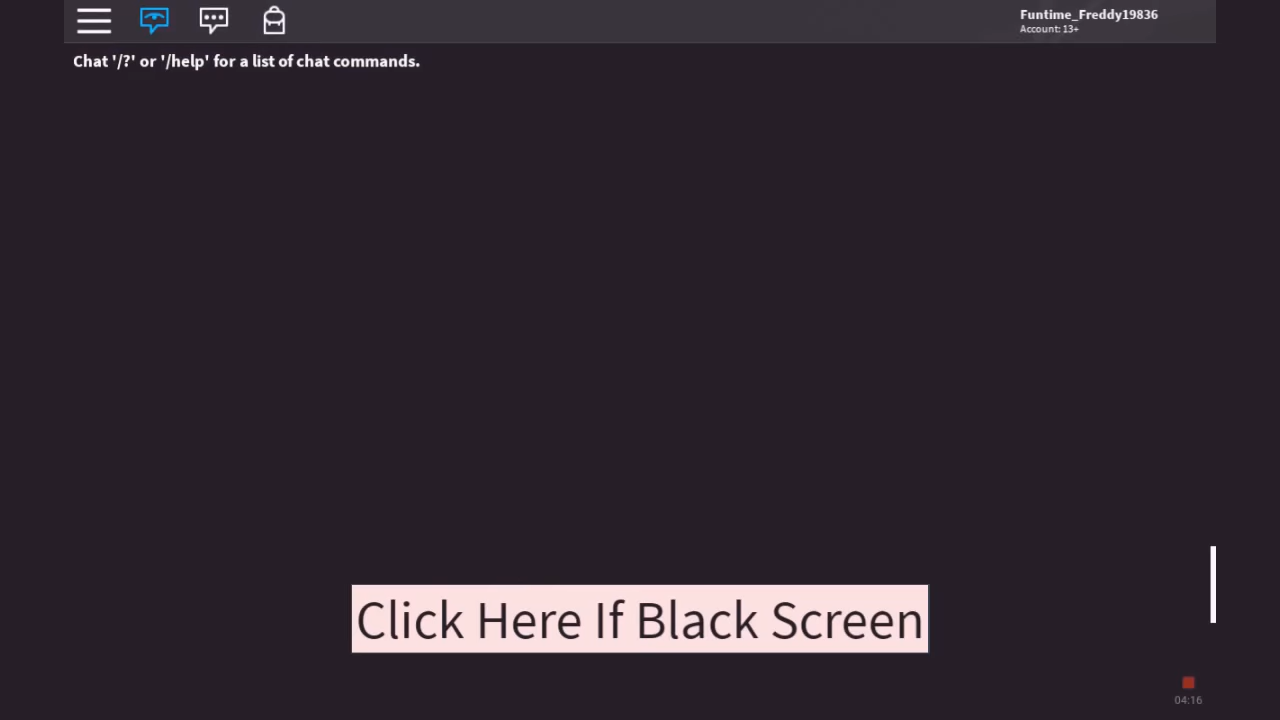 Funtime_Freddy19836
Account: 13+
Chat '/?' or '/help' for a list of chat commands.
Click Here If Black Screen
04:16